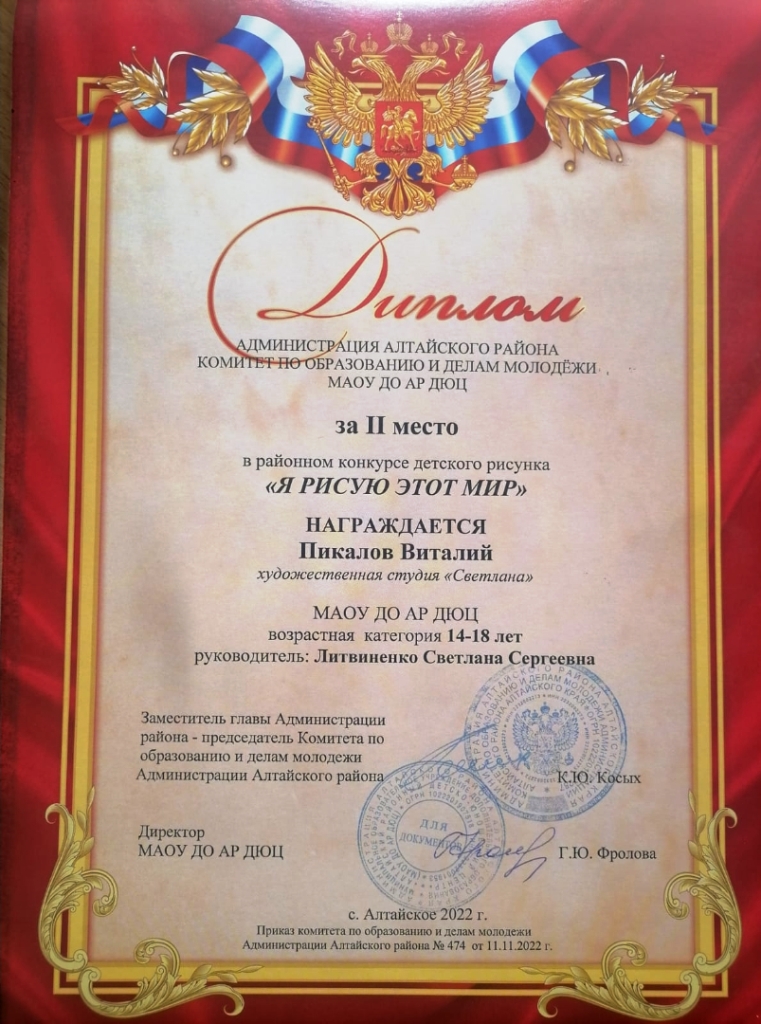 Диплом
АДМИНИСТРАЦИЯ АЛТАЙСКОГО РАЙОНА
КОМИТЕТ ПО ОБРАЗОВАНИЮ И ДЕЛАМ МОЛОДЁЖИ
МАОУ ДО АР ДЮЦ
за II место
в районном конкурсе детского рисунка
«Я РИСУЮ ЭТОТ МИР»
НАГРАЖДАЕТСЯ
Пикалов Виталий
художественная студия «Светлана»
МАОУ ДО АР ДЮЦ
возрастная категория 14-18 лет
руководитель: Литвиненко Светлана Сергеевна
Заместитель главы Администрации
района - председатель Комитета по
образованию и делам молодежи
Администрации Алтайского района
К.Ю. Косых
ДЛЯ
ДОКУМЕНТОВ
Директор
МАОУ ДО АР ДЮЦ
Г.Ю. Фролова
с. Алтайское 2022 г.
Приказ комитета по образованию и делам молодежи
Администрации Алтайского района № 474 от 11.11.2022 г.